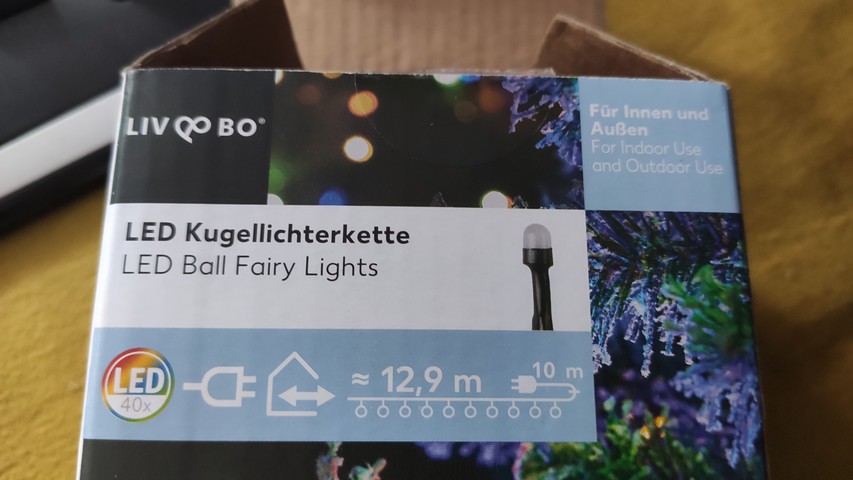 LIVOOBO®
Für Innen und
Außen
For Indoor Use
and Outdoor Use
LED Kugellichterkette
LED Ball Fairy Lights
LED
40x
≈ 12,9 m
10 m